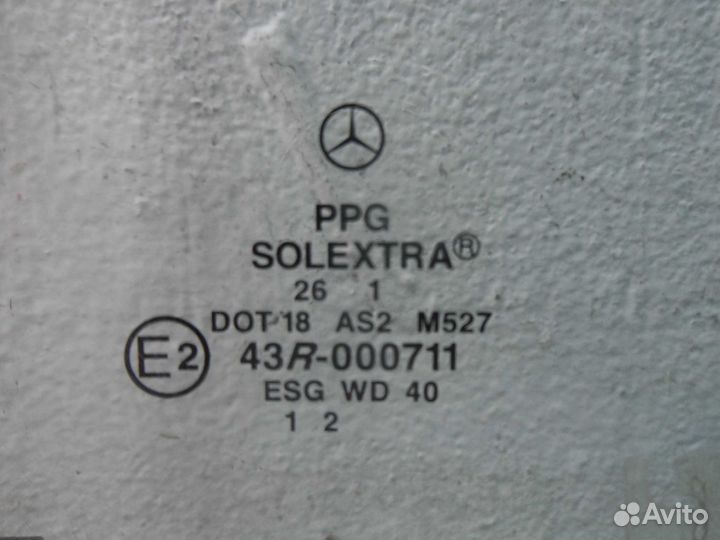 PPG
SOLEXTRA®
26 1
DOT 18 AS2 M527
E2 43R-000711
ESG WD 40
1 2
Avito